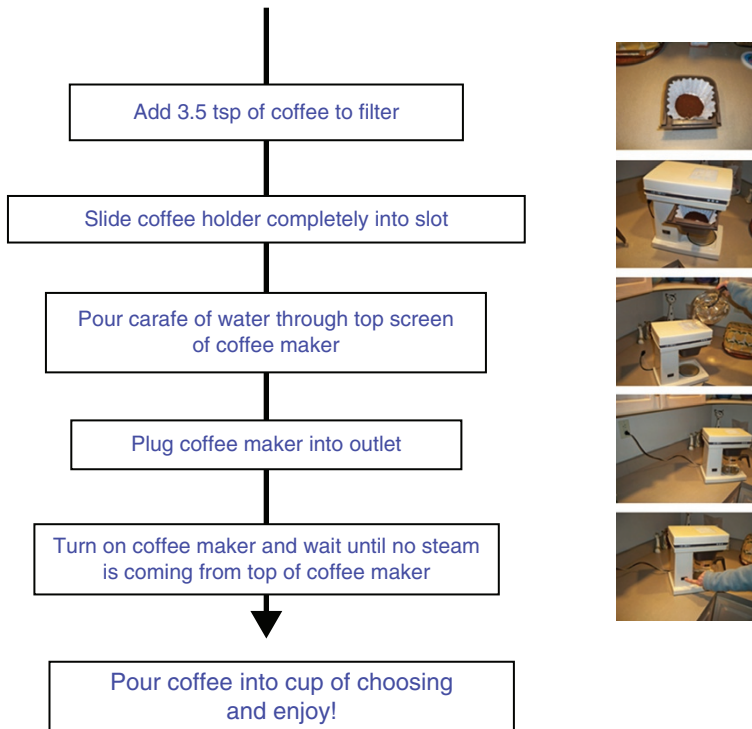 Add 3.5 tsp of coffee to filter
Slide coffee holder completely into slot
Pour carafe of water through top screen
of coffee maker
Plug coffee maker into outlet
Turn on coffee maker and wait until no steam
is coming from top of coffee maker
Pour coffee into cup of choosing
and enjoy!